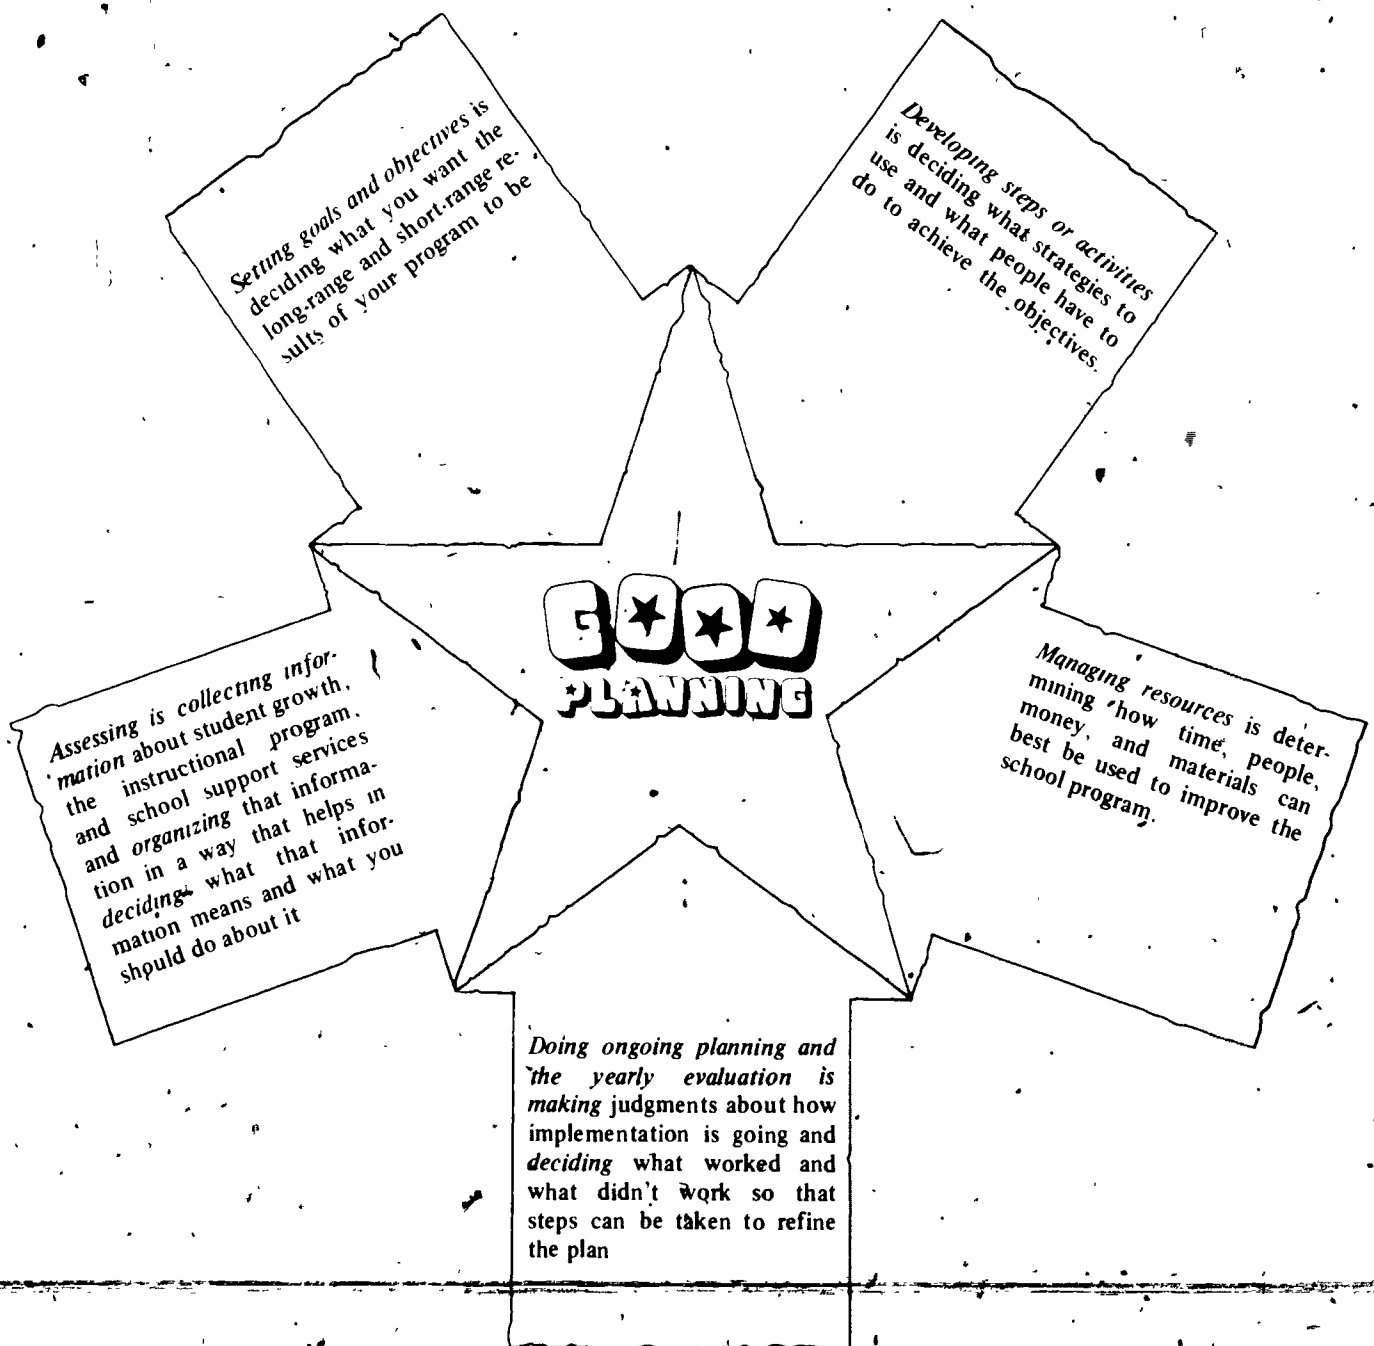 Setting goals and objectives is
deciding what you want the
long-range and short-range re-
sults of your program to be
Developing steps or activities
is deciding what strategies to
use and what people have to
do to achieve the objectives.
GOOD
PLANNING
Assessing is collecting infor-
mation about student growth,
the instructional program,
and school support services
and organizing that informa-
tion in a way that helps in
deciding what that infor-
mation means and what you
should do about it
Managing resources is deter-
mining how time, people,
money, and materials can
best be used to improve the
school program.
Doing ongoing planning and
the yearly evaluation is
making judgments about how
implementation is going and
deciding what worked and
what didn't work so that
steps can be taken to refine
the plan